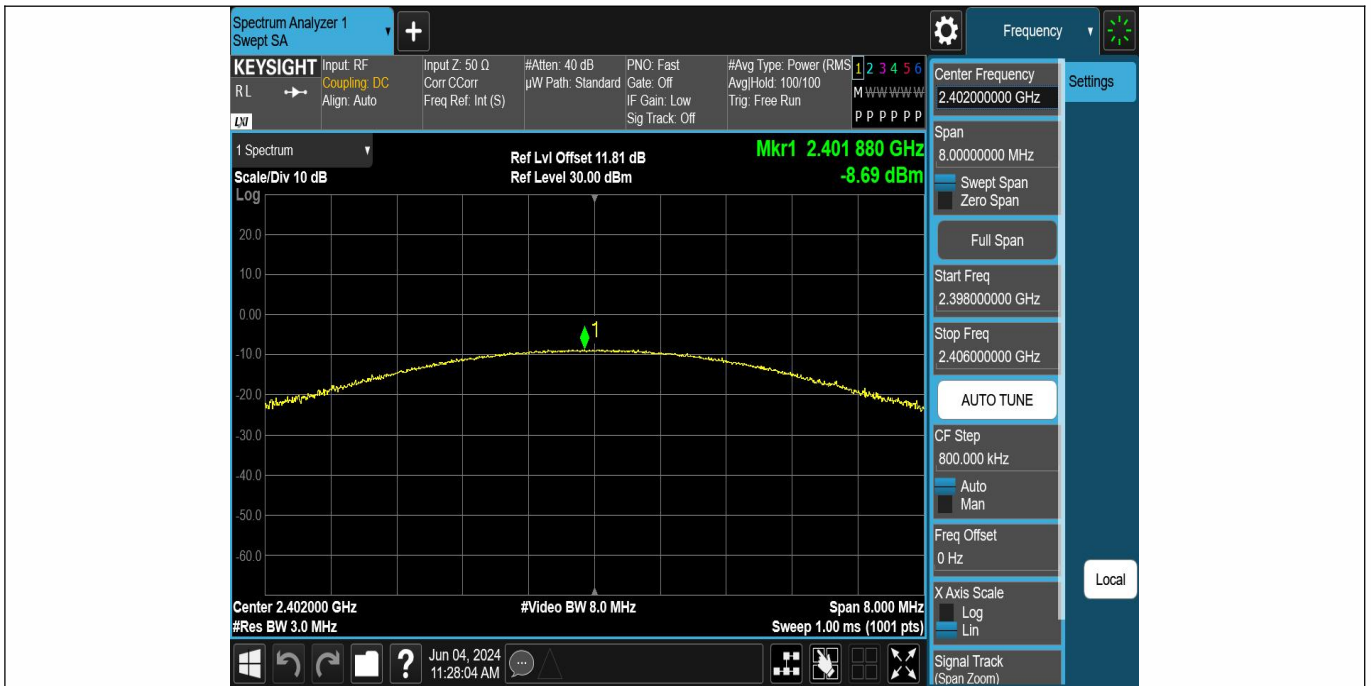 Spectrum Analyzer 1
Swept SA
Frequency
KEYSIGHT
RL
LXI
Input: RF
Coupling: DC
Align: Auto
Input Z: 50 Ω
Corr CCorr
Freq Ref: Int (S)
#Atten: 40 dB
µW Path: Standard
PNO: Fast
Gate: Off
IF Gain: Low
Sig Track: Off
#Avg Type: Power (RMS
Avg|Hold: 100/100
Trig: Free Run
1 2 3 4 5 6
M W W W W W
P P P P P P
1 Spectrum
Scale/Div 10 dB
Log
Ref Lvl Offset 11.81 dB
Ref Level 30.00 dBm
Mkr1 2.401 880 GHz
-8.69 dBm
20.0
10.0
0.00
-10.0
-20.0
-30.0
-40.0
-50.0
-60.0
1
Center 2.402000 GHz
#Res BW 3.0 MHz
#Video BW 8.0 MHz
Span 8.000 MHz
Sweep 1.00 ms (1001 pts)
Center Frequency
2.402000000 GHz
Settings
Span
8.00000000 MHz
Swept Span
Zero Span
Full Span
Start Freq
2.398000000 GHz
Stop Freq
2.406000000 GHz
AUTO TUNE
CF Step
800.000 kHz
Auto
Man
Freq Offset
0 Hz
Local
X Axis Scale
Log
Lin
Signal Track
(Span Zoom)
?
Jun 04, 2024
11:28:04 AM